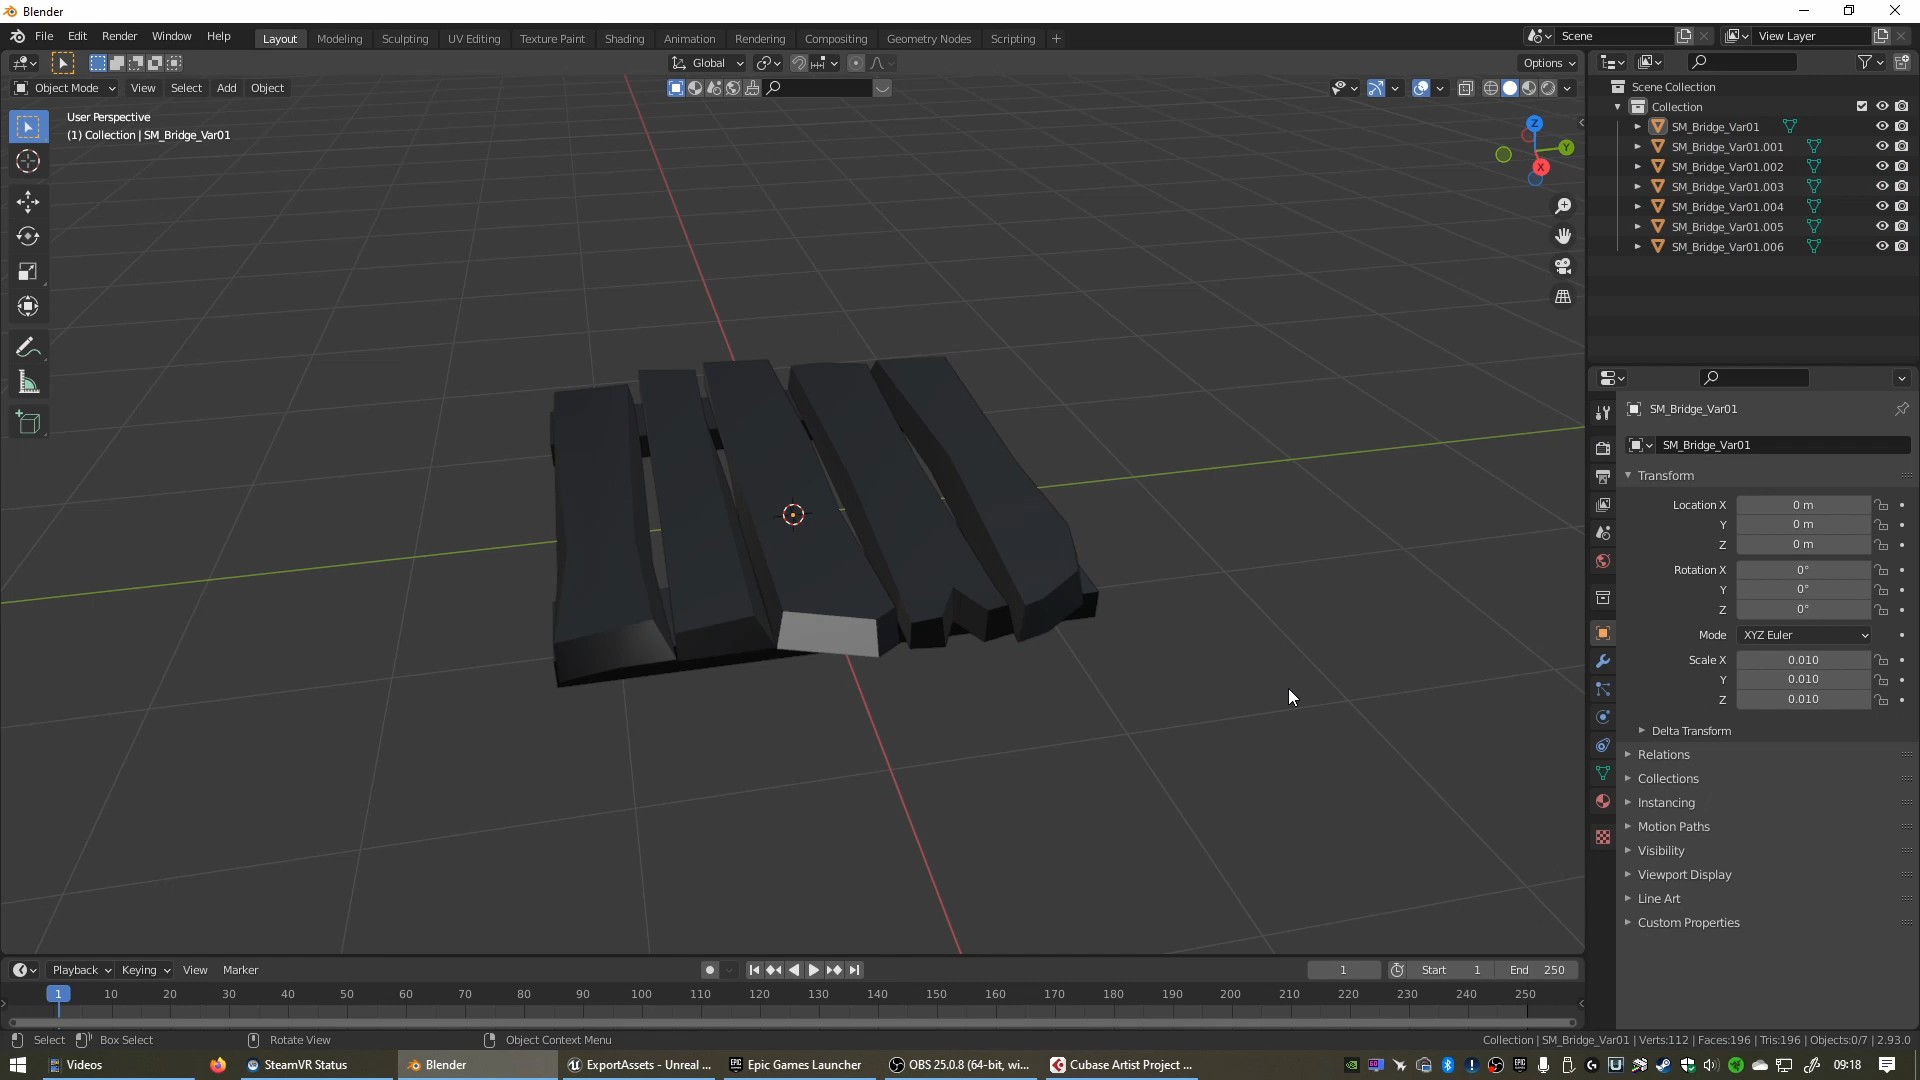 Blender
File Edit Render Window Help
Layout Modeling Sculpting UV Editing Texture Paint Shading Animation Rendering Compositing Geometry Nodes Scripting +
Scene
View Layer
Global
Options
Object Mode View Select Add Object
User Perspective
(1) Collection | SM_Bridge_Var01
Z
Y
X
Scene Collection
Collection
SM_Bridge_Var01
SM_Bridge_Var01.001
SM_Bridge_Var01.002
SM_Bridge_Var01.003
SM_Bridge_Var01.004
SM_Bridge_Var01.005
SM_Bridge_Var01.006
SM_Bridge_Var01
SM_Bridge_Var01
Transform
Location X 0 m
Y 0 m
Z 0 m
Rotation X 0°
Y 0°
Z 0°
Mode XYZ Euler
Scale X 0.010
Y 0.010
Z 0.010
Delta Transform
Relations
Collections
Instancing
Motion Paths
Visibility
Viewport Display
Line Art
Custom Properties
Playback Keying View Marker
1 Start 1 End 250
1 10 20 30 40 50 60 70 80 90 100 110 120 130 140 150 160 170 180 190 200 210 220 230 240 250
Select Box Select Rotate View Object Context Menu
Collection | SM_Bridge_Var01 | Verts:112 | Faces:196 | Tris:196 | Objects:0/7 | 2.93.0
Videos SteamVR Status Blender ExportAssets - Unreal ... Epic Games Launcher OBS 25.0.8 (64-bit, wi... Cubase Artist Project ... 09:18